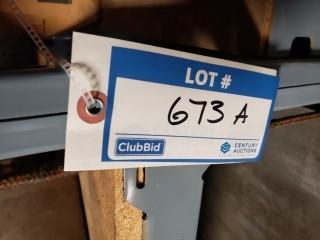 LOT #
673 A
ClubBid
CENTURY
AUCTIONS